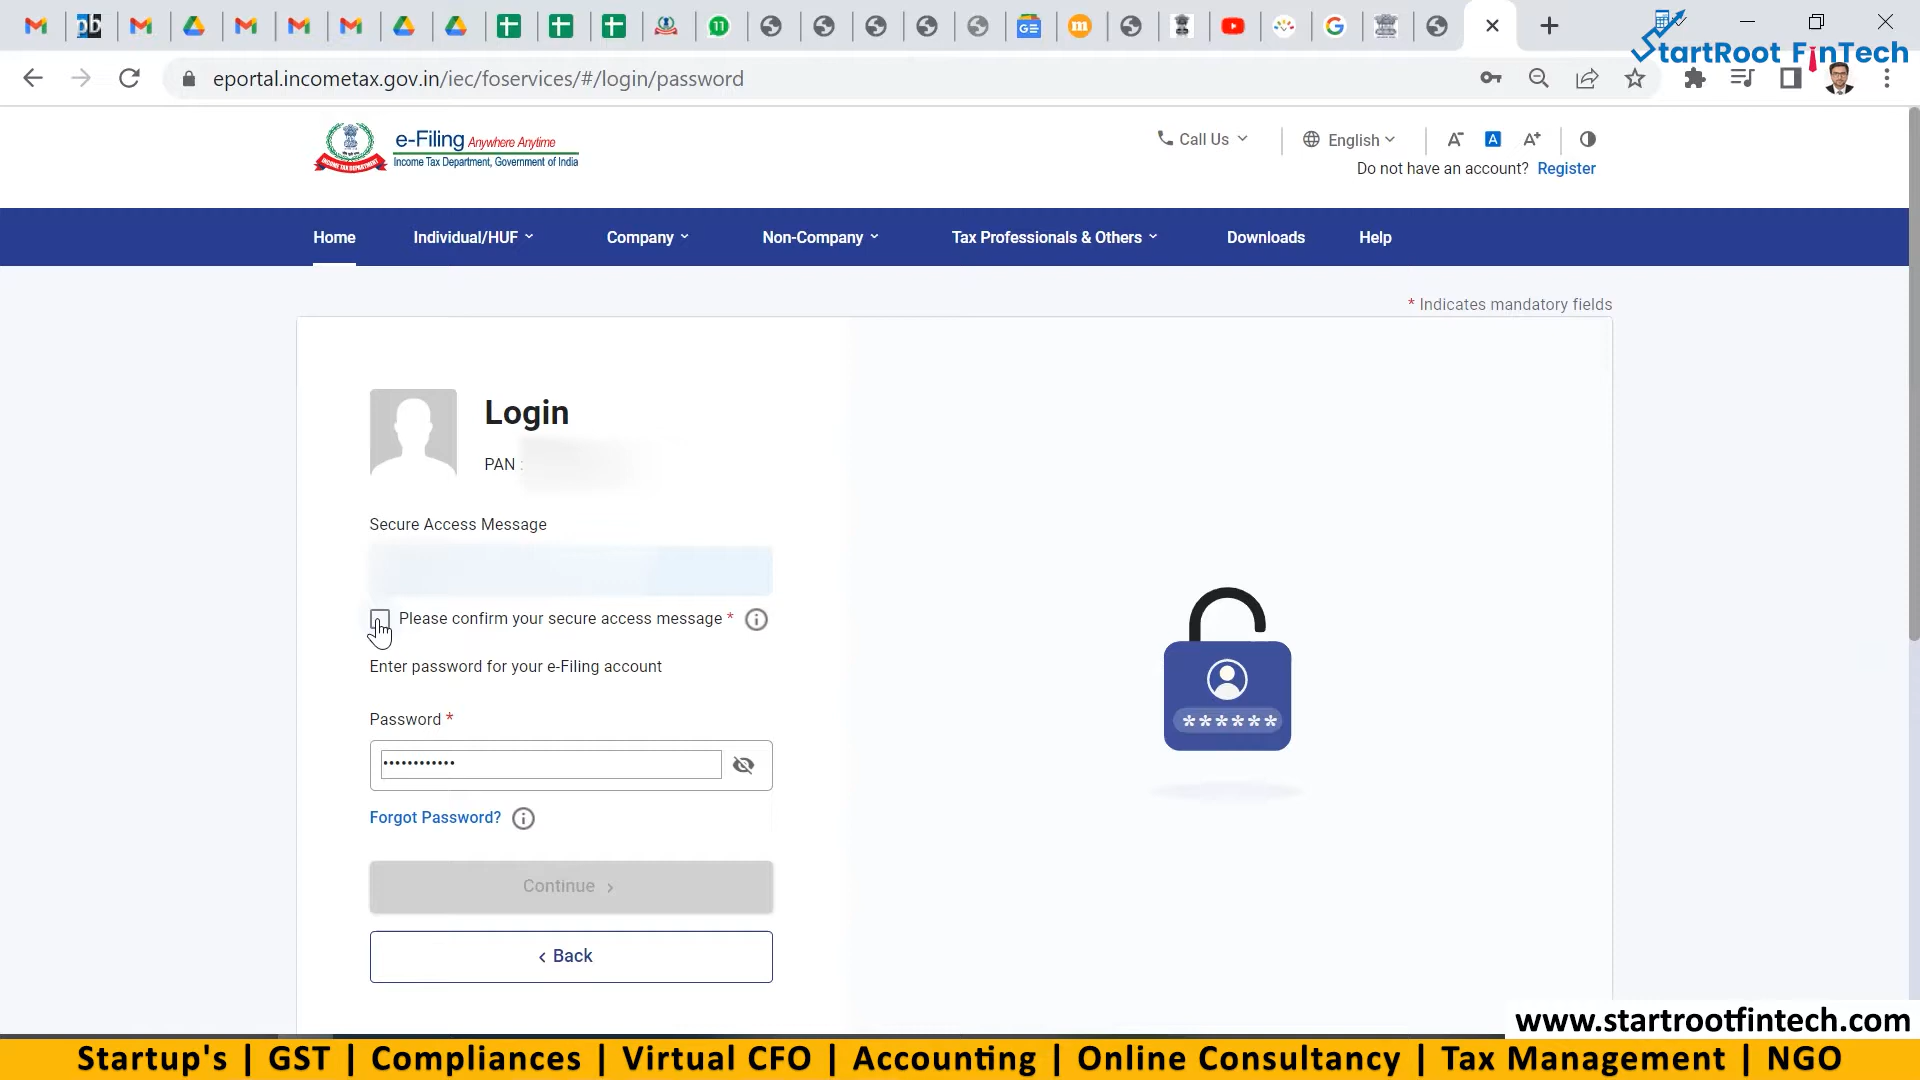 11
StartRoot FinTech
eportal.incometax.gov.in/iec/foservices/#/login/password
e-Filing Anywhere Anytime
Income Tax Department, Government of India
INCOME TAX DEPARTMENT
Call Us
English
A-
A
A+
Do not have an account? Register
Home
Individual/HUF
Company
Non-Company
Tax Professionals & Others
Downloads
Help
* Indicates mandatory fields
Login
PAN :
Secure Access Message
Please confirm your secure access message *
Enter password for your e-Filing account
Password *
••••••••••••
Forgot Password?
******
Continue >
< Back
www.startrootfintech.com
Startup's | GST | Compliances | Virtual CFO | Accounting | Online Consultancy | Tax Management | NGO